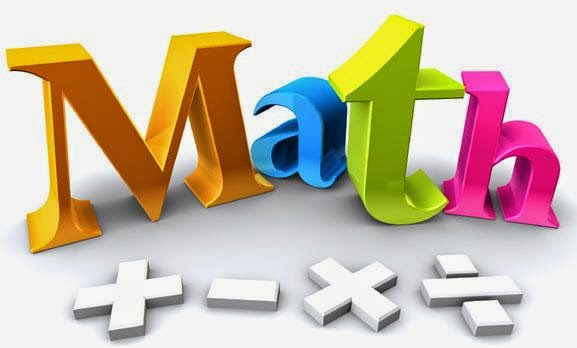 Math
+ - × ÷